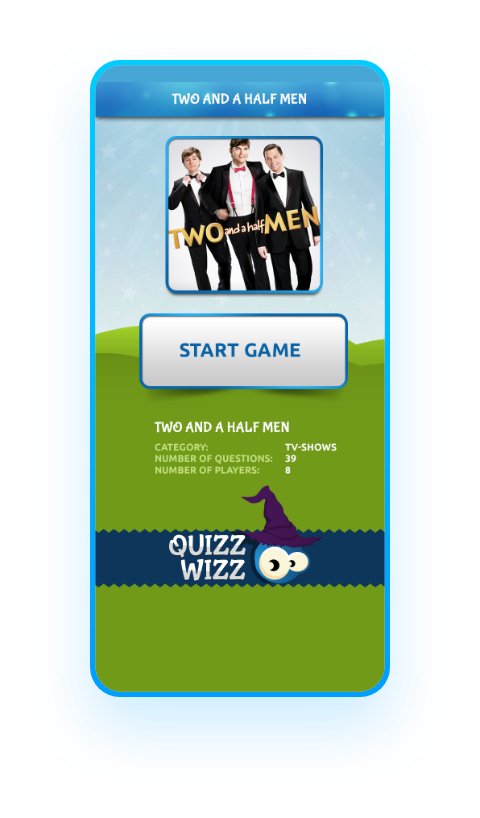 TWO AND A HALF MEN
TWO and a half MEN
START GAME
TWO AND A HALF MEN
CATEGORY: TV-SHOWS
NUMBER OF QUESTIONS: 39
NUMBER OF PLAYERS: 8
QUIZZ
WIZZ